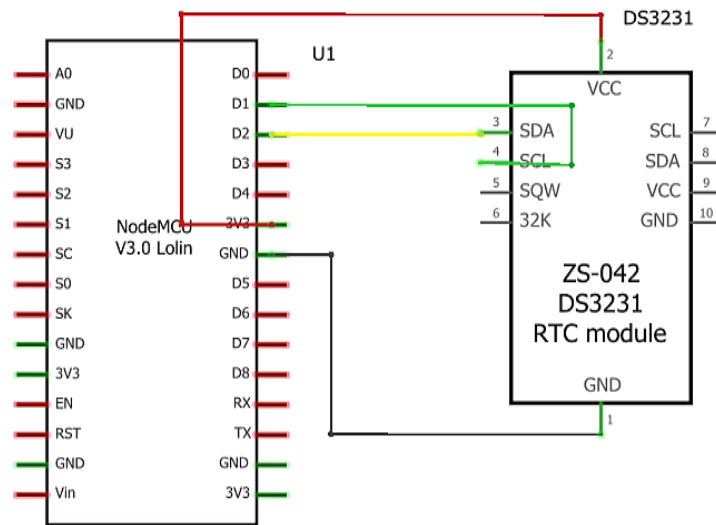 DS3231
U1
A0
GND
VU
S3
S2
S1
SC
S0
SK
GND
3V3
EN
RST
GND
Vin
NodeMCU
V3.0 Lolin
D0
D1
D2
D3
D4
3V3
GND
D5
D6
D7
D8
RX
TX
GND
3V3
2
VCC
3 SDA
4 SCL
5 SQW
6 32K
SCL 7
SDA 8
VCC 9
GND 10
ZS-042
DS3231
RTC module
GND
1